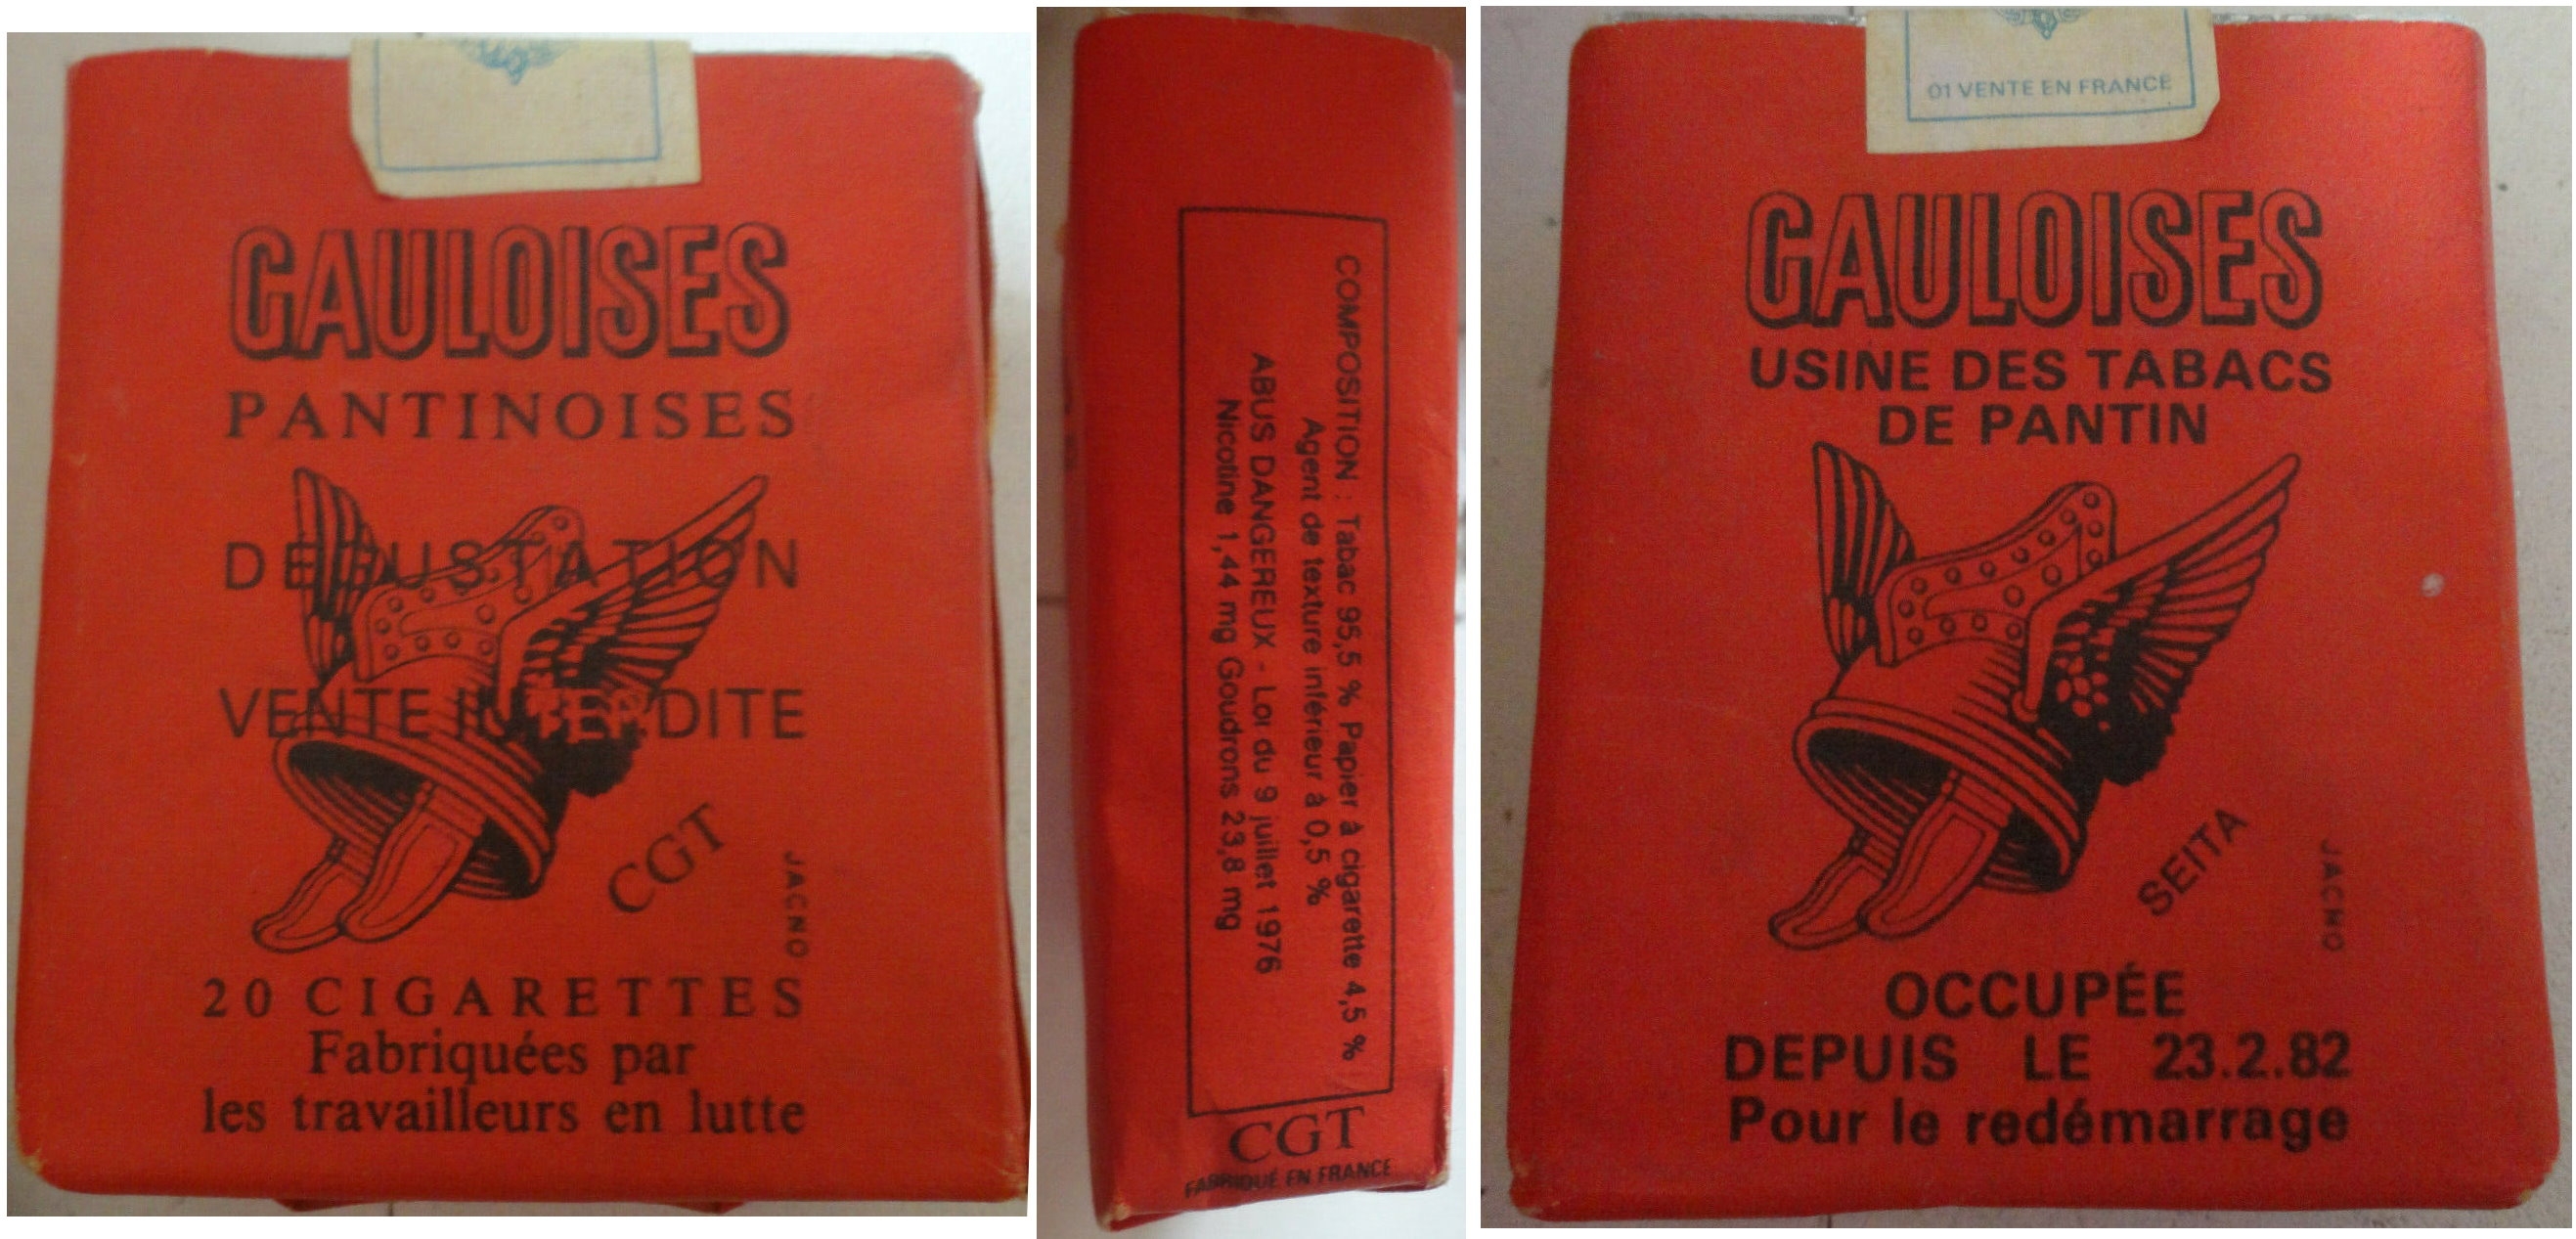 GAULOISES
PANTINOISES
DEGUSTATION
VENTE INTERDITE
CGT
JACNO
20 CIGARETTES
Fabriquées par
les travailleurs en lutte
COMPOSITION : Tabac 95,5 % Papier à cigarette 4,5 %
Agent de texture inférieur à 0,5 %
ABUS DANGEREUX - Loi du 9 juillet 1976
Nicotine 1,44 mg Goudrons 23,8 mg
CGT
FABRIQUÉ EN FRANCE
01 VENTE EN FRANCE
GAULOISES
USINE DES TABACS
DE PANTIN
SEITA
JACNO
OCCUPÉE
DEPUIS LE 23.2.82
Pour le redémarrage